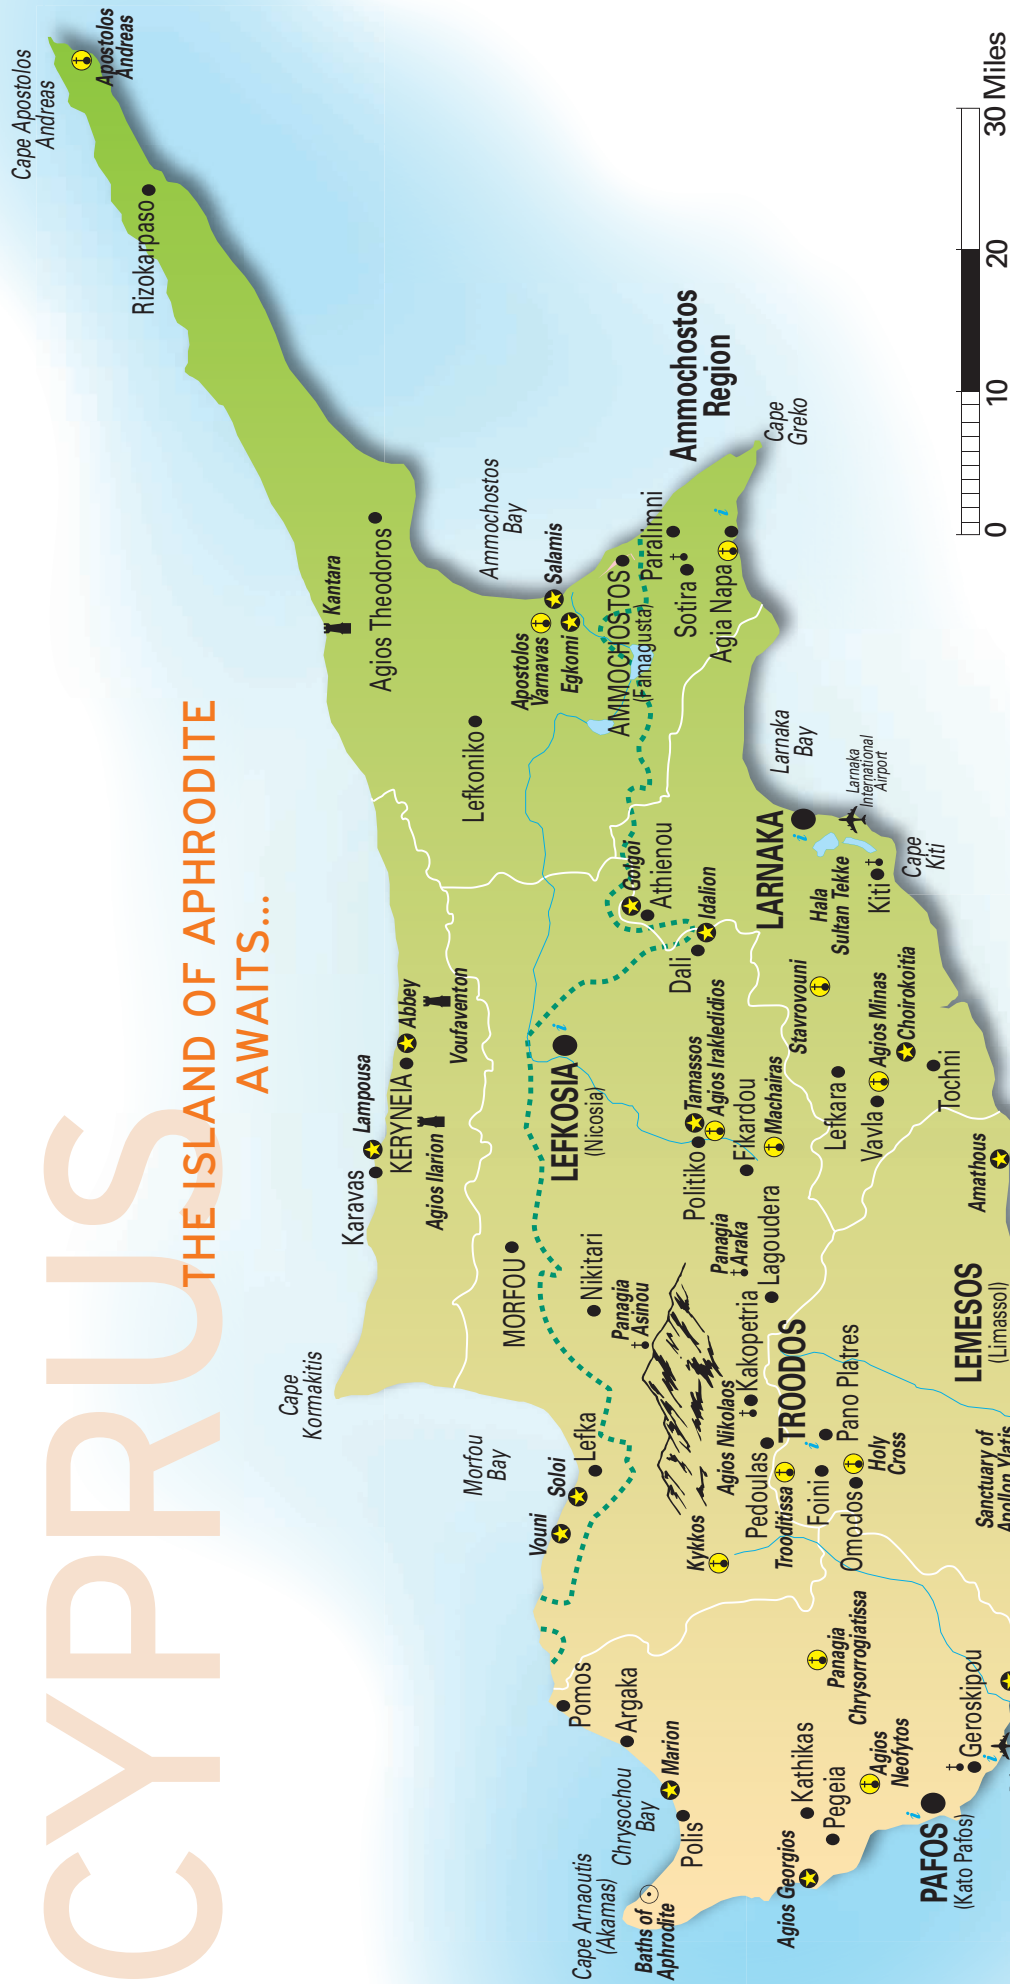 CYPRUS
THE ISLAND OF APHRODITE
AWAITS...
Cape Apostolos
Andreas
Apostolos
Andreas
Rizokarpaso
Kantara
Agios Theodoros
Ammochostos
Bay
Lefkoniko
Salamis
Apostolos
Varnavas
Egkomi
AMMOCHOSTOS
(Famagusta)
Ammochostos
Region
Paralimni
Sotira
Agia Napa
i
Cape
Greko
Lampousa
Karavas
KERYNEIA
Abbey
Voufaventon
Agios Ilarion
Cape
Kormakitis
MORFOU
Morfou
Bay
LEFKOSIA
(Nicosia)
i
Golgoi
Athienou
Dali
Idalion
Larnaka
Bay
LARNAKA
i
Larnaka
International
Airport
Hala
Sultan Tekke
Kiti
Cape
Kiti
Stavrovouni
Tamassos
Politiko
Agios Irakledidios
Fikardou
Machairas
Lefkara
Vavla
Agios Minas
Choirokoitia
Tochni
Amathous
Nikitari
Panagia
Asinou
Panagia
Araka
Lagoudera
Kakopetria
Agios Nikolaos
TROODOS
Pedoulas
Trooditissa
i
Pano Platres
Foini
Omodos
Holy
Cross
LEMESOS
(Limassol)
Sanctuary of
Apollon Ylatis
Vouni
Soloi
Lefka
Kykkos
Pomos
Argaka
Marion
Chrysochou
Bay
Polis
Cape Arnaoutis
(Akamas)
Baths of
Aphrodite
Panagia
Chrysorrogiatissa
Kathikas
Pegeia
Agios Georgios
Agios
Neofytos
i
PAFOS
(Kato Pafos)
Geroskipou
i
0 10 20 30 Miles